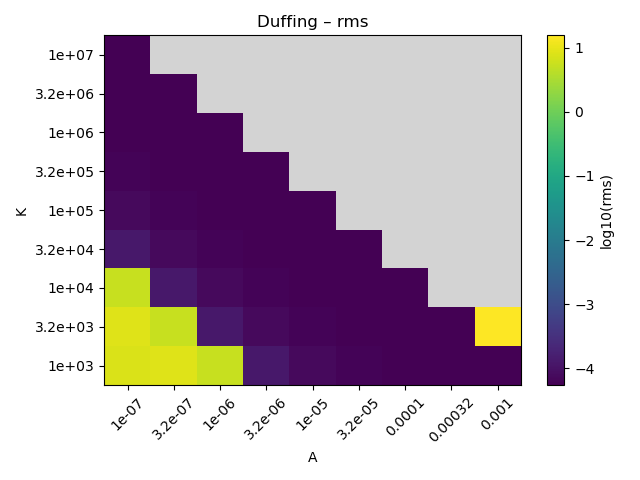 Duffing – rms
1e+07
3.2e+06
1e+06
3.2e+05
1e+05
3.2e+04
1e+04
3.2e+03
1e+03
K
1e-07
3.2e-07
1e-06
3.2e-06
1e-05
3.2e-05
0.0001
0.00032
0.001
A
1
0
−1
−2
−3
−4
log10(rms)